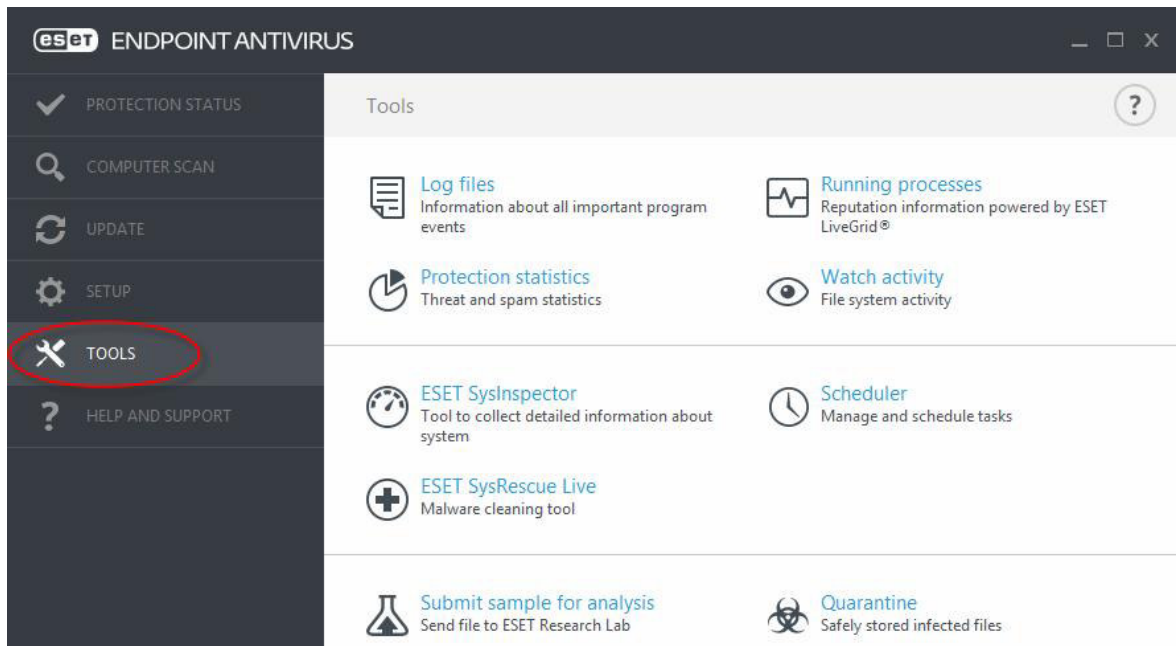 eset ENDPOINT ANTIVIRUS
PROTECTION STATUS
COMPUTER SCAN
UPDATE
SETUP
TOOLS
HELP AND SUPPORT
Tools
?
Log files
Information about all important program
events
Running processes
Reputation information powered by ESET
LiveGrid®
Protection statistics
Threat and spam statistics
Watch activity
File system activity
ESET SysInspector
Tool to collect detailed information about
system
Scheduler
Manage and schedule tasks
ESET SysRescue Live
Malware cleaning tool
Submit sample for analysis
Send file to ESET Research Lab
Quarantine
Safely stored infected files